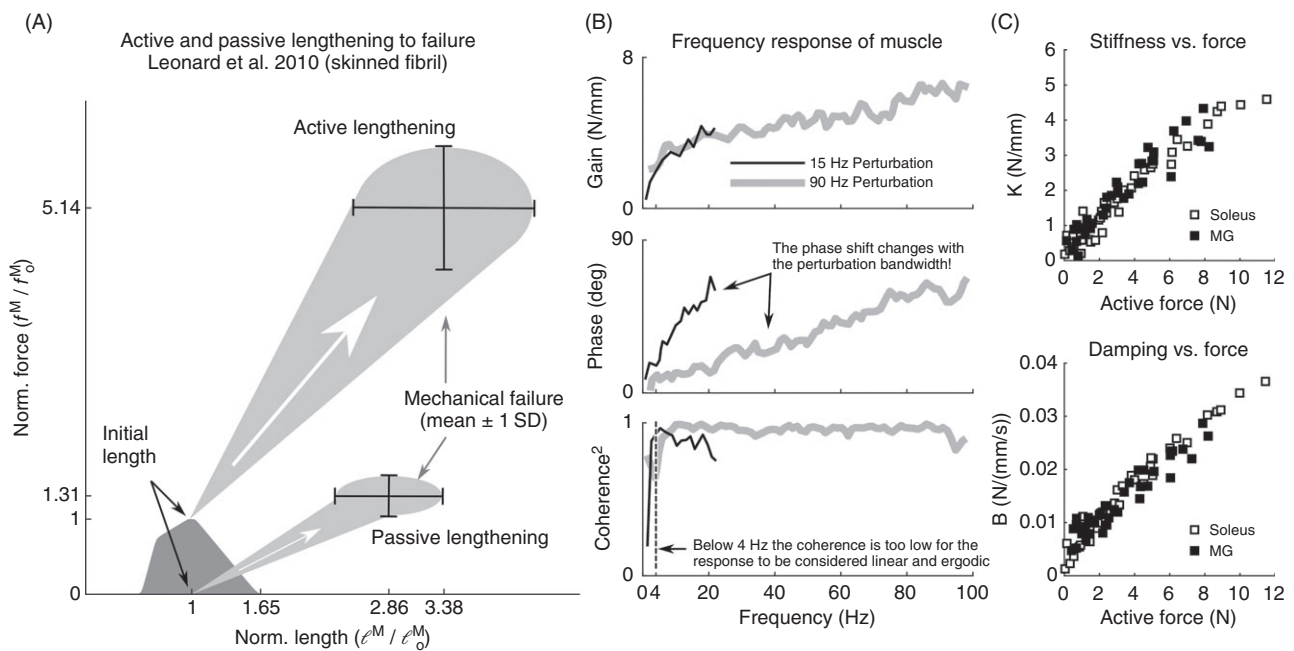 (A)
Active and passive lengthening to failure
Leonard et al. 2010 (skinned fibril)
Norm. force (f^M / f_o^M)
5.14
1.31
1
0
Active lengthening
Initial
length
Mechanical failure
(mean ± 1 SD)
Passive lengthening
1
1.65
2.86
3.38
Norm. length (ℓ^M / ℓ_o^M)
(B)
Frequency response of muscle
Gain (N/mm)
8
0
15 Hz Perturbation
90 Hz Perturbation
Phase (deg)
90
0
The phase shift changes with
the perturbation bandwidth!
Coherence²
1
0
Below 4 Hz the coherence is too low for the
response to be considered linear and ergodic
0 4 20 40 60 80 100
Frequency (Hz)
(C)
Stiffness vs. force
K (N/mm)
6
5
4
3
2
1
0
Soleus
MG
0 2 4 6 8 10 12
Active force (N)
Damping vs. force
B (N/(mm/s))
0.04
0.03
0.02
0.01
0
Soleus
MG
0 2 4 6 8 10 12
Active force (N)